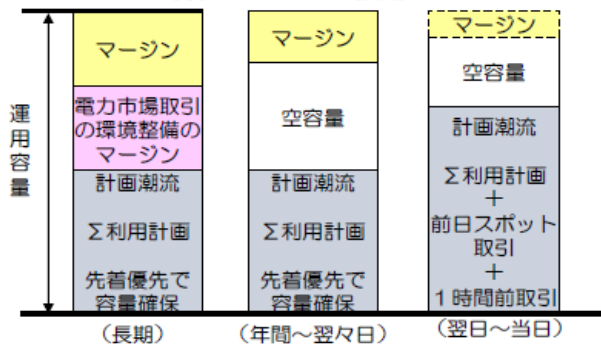 運用容量
マージン
電力市場取引
の環境整備の
マージン
計画潮流
Σ利用計画
先着優先で
容量確保
(長期)
マージン
空容量
計画潮流
Σ利用計画
先着優先で
容量確保
(年間～翌々日)
マージン
空容量
計画潮流
Σ利用計画
＋
前日スポット
取引
＋
１時間前取引
(翌日～当日)